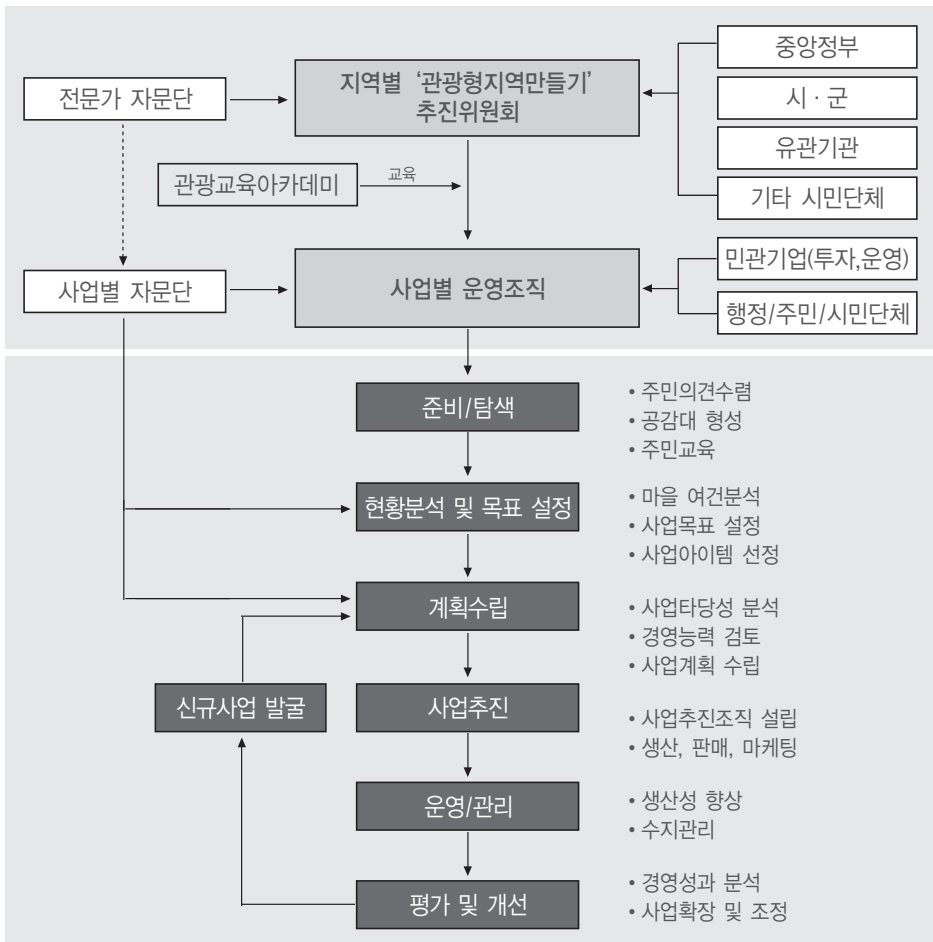 중앙정부
전문가 자문단
지역별 ‘관광형지역만들기’
추진위원회
시 · 군
유관기관
관광교육아카데미
교육
기타 시민단체
민관기업(투자,운영)
사업별 자문단
사업별 운영조직
행정/주민/시민단체
준비/탐색
• 주민의견수렴
• 공감대 형성
• 주민교육
현황분석 및 목표 설정
• 마을 여건분석
• 사업목표 설정
• 사업아이템 선정
계획수립
• 사업타당성 분석
• 경영능력 검토
• 사업계획 수립
신규사업 발굴
사업추진
• 사업추진조직 설립
• 생산, 판매, 마케팅
운영/관리
• 생산성 향상
• 수지관리
평가 및 개선
• 경영성과 분석
• 사업확장 및 조정